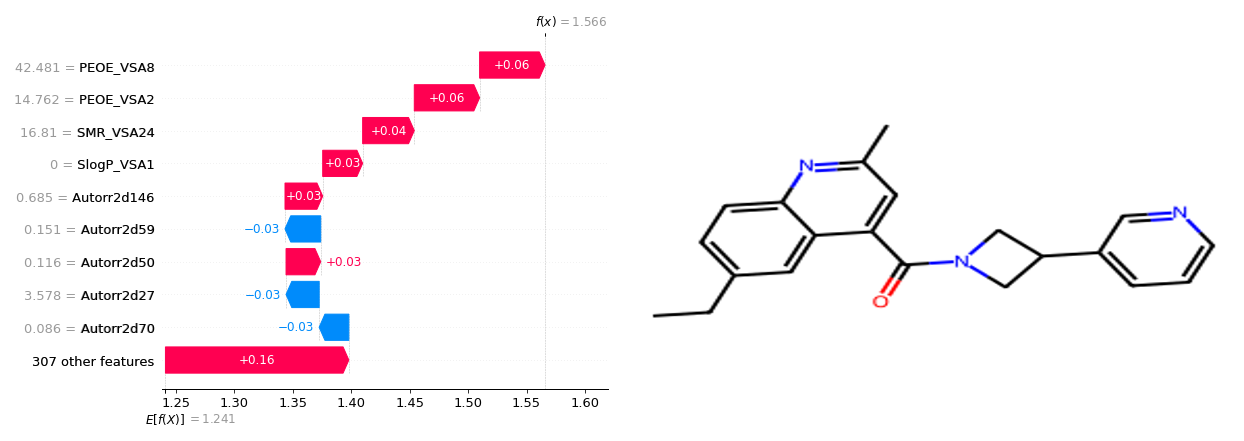 f(x) = 1.566
42.481 = PEOE_VSA8
+0.06
14.762 = PEOE_VSA2
+0.06
16.81 = SMR_VSA24
+0.04
0 = SlogP_VSA1
+0.03
0.685 = Autorr2d146
+0.03
0.151 = Autorr2d59
−0.03
0.116 = Autorr2d50
+0.03
3.578 = Autorr2d27
−0.03
0.086 = Autorr2d70
−0.03
307 other features
+0.16
1.25 1.30 1.35 1.40 1.45 1.50 1.55 1.60
E[f(X)] = 1.241
N
N
N
O